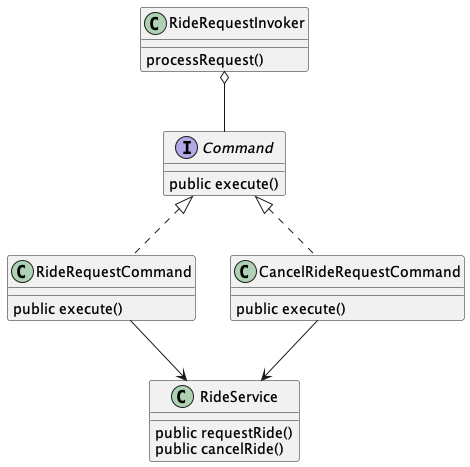 C RideRequestInvoker
processRequest()
I Command
public execute()
C RideRequestCommand
public execute()
C CancelRideRequestCommand
public execute()
C RideService
public requestRide()
public cancelRide()